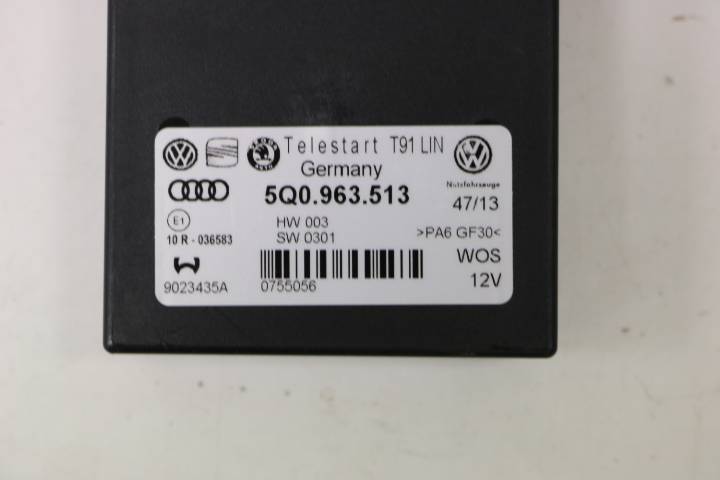 Telestart T91 LIN
Germany
Nutzfahrzeuge
5Q0.963.513
47/13
E1
HW 003
10 R - 036583
SW 0301
>PA6 GF30<
WOS
9023435A
0755056
12V